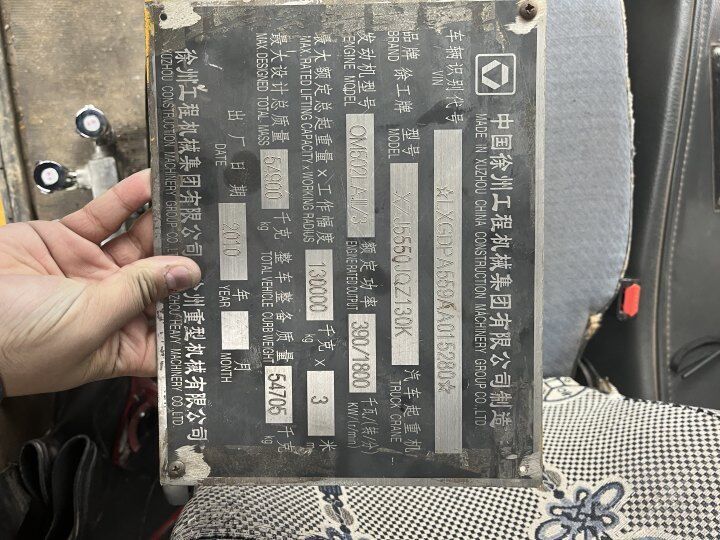 中国徐州工程机械集团有限公司制造
MADE IN XUZHOU CHINA CONSTRUCTION MACHINERY GROUP CO.,LTD
车辆识别代号
VIN
品牌 徐工牌 型号 XZJ5550JQZ130K 汽车起重机
BRAND MODEL TRUCK CRANE
发动机型号 OM502LA.Ⅲ/3 额定功率 390/1800 千瓦(转/分)
ENGINE MODEL ENGINE RATED OUTPUT KW(r/min)
最大额定总起重量×工作幅度 130000 千克 × 3 米
MAX.RATED LIFTING CAPACITY×WORKING RADIUS kg m
最大设计总质量 54900 千克 整车整备质量 54705 千克
MAX.DESIGNED TOTAL MASS kg TOTAL VEHICLE CURB WEIGHT kg
出厂日期 2010 年 月
DATE YEAR MONTH
徐州工程机械集团有限公司 徐州重型机械有限公司
XUZHOU CONSTRUCTION MACHINERY GROUP CO.,LTD XUZHOU HEAVY MACHINERY CO.,LTD